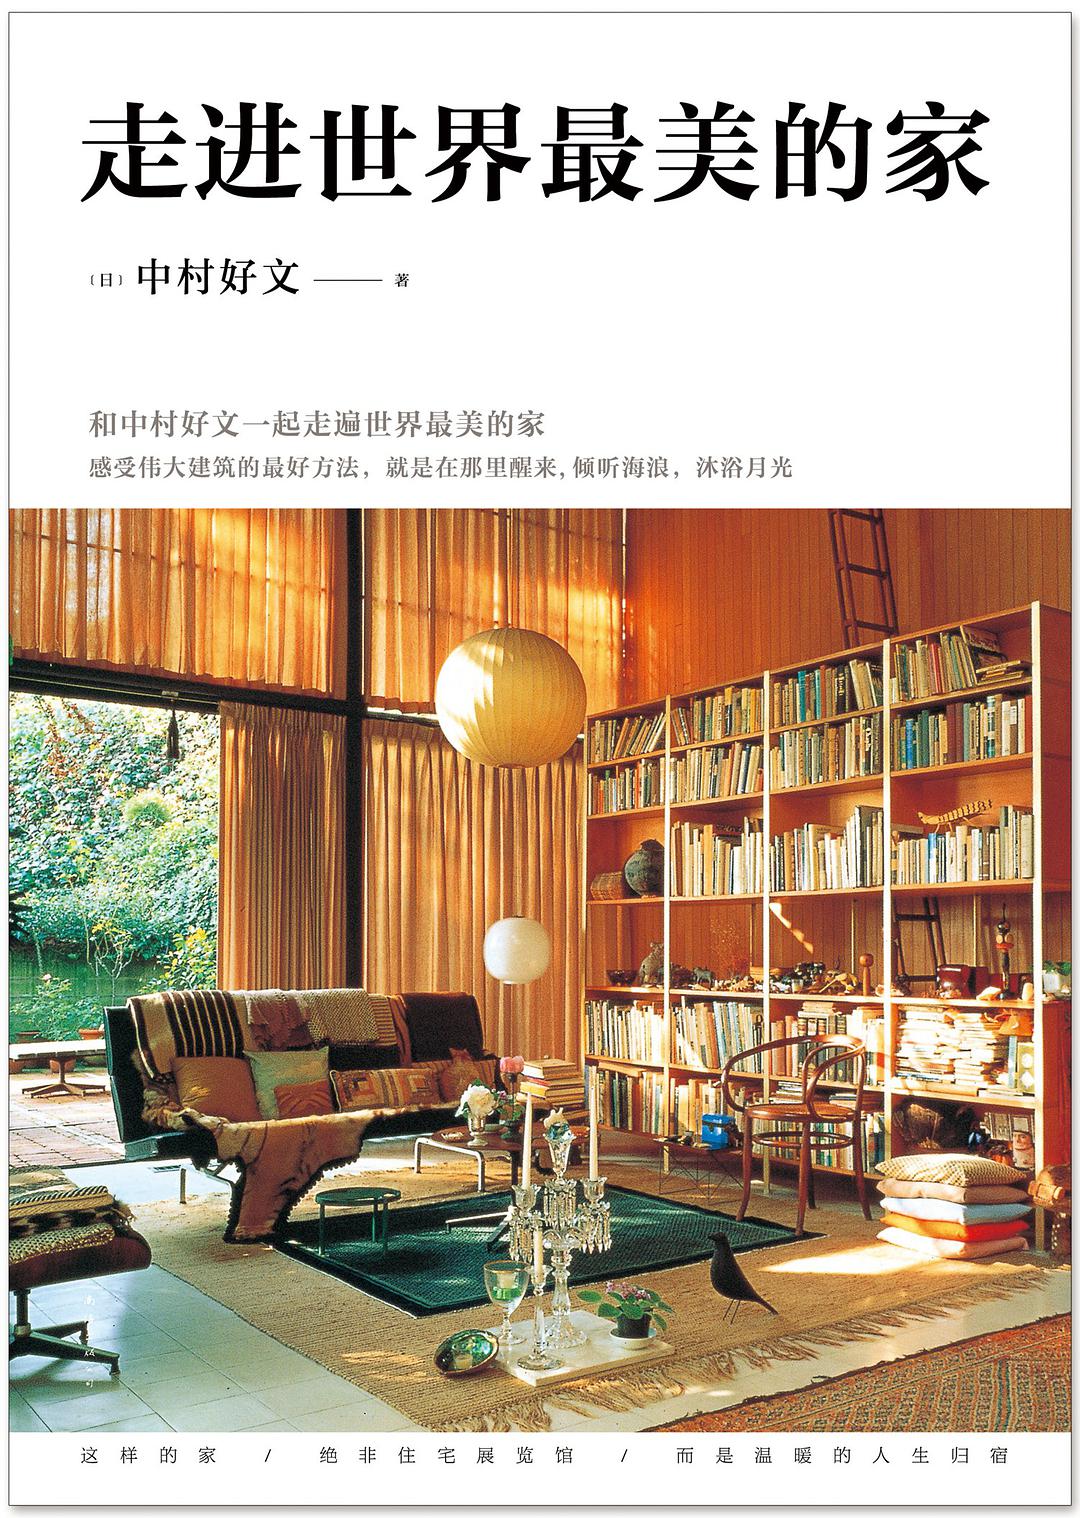 走进世界最美的家
〔日〕中村好文——著
和中村好文一起走遍世界最美的家
感受伟大建筑的最好方法，就是在那里醒来，倾听海浪，沐浴月光
这样的家 / 绝非住宅展览馆 / 而是温暖的人生归宿